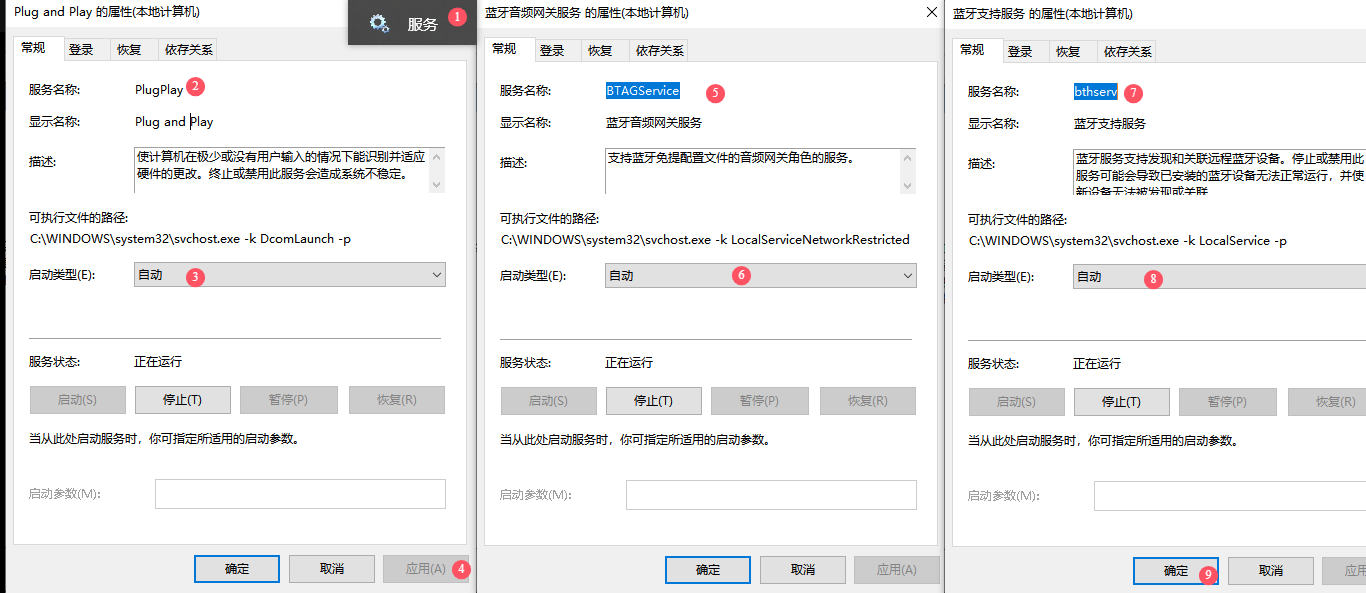 Plug and Play 的属性(本地计算机)
服务
1
常规
登录
恢复
依存关系
服务名称:
PlugPlay
2
显示名称:
Plug and Play
描述:
使计算机在极少或没有用户输入的情况下能识别并适应
硬件的更改。终止或禁用此服务会造成系统不稳定。
可执行文件的路径:
C:\WINDOWS\system32\svchost.exe -k DcomLaunch -p
启动类型(E):
自动
3
服务状态:
正在运行
启动(S)
停止(T)
暂停(P)
恢复(R)
当从此处启动服务时，你可指定所适用的启动参数。
启动参数(M):
确定
取消
应用(A)
4
蓝牙音频网关服务 的属性(本地计算机)
常规
登录
恢复
依存关系
服务名称:
BTAGService
5
显示名称:
蓝牙音频网关服务
描述:
支持蓝牙免提配置文件的音频网关角色的服务。
可执行文件的路径:
C:\WINDOWS\system32\svchost.exe -k LocalServiceNetworkRestricted
启动类型(E):
自动
6
服务状态:
正在运行
启动(S)
停止(T)
暂停(P)
恢复(R)
当从此处启动服务时，你可指定所适用的启动参数。
启动参数(M):
确定
取消
应用(A)
蓝牙支持服务 的属性(本地计算机)
常规
登录
恢复
依存关系
服务名称:
bthserv
7
显示名称:
蓝牙支持服务
描述:
蓝牙服务支持发现和关联远程蓝牙设备。停止或禁用此
服务可能会导致已安装的蓝牙设备无法正常运行，并使
新设备无法被发现或关联
可执行文件的路径:
C:\WINDOWS\system32\svchost.exe -k LocalService -p
启动类型(E):
自动
8
服务状态:
正在运行
启动(S)
停止(T)
暂停(P)
恢复(R)
当从此处启动服务时，你可指定所适用的启动参数。
启动参数(M):
确定
9
取消
应用